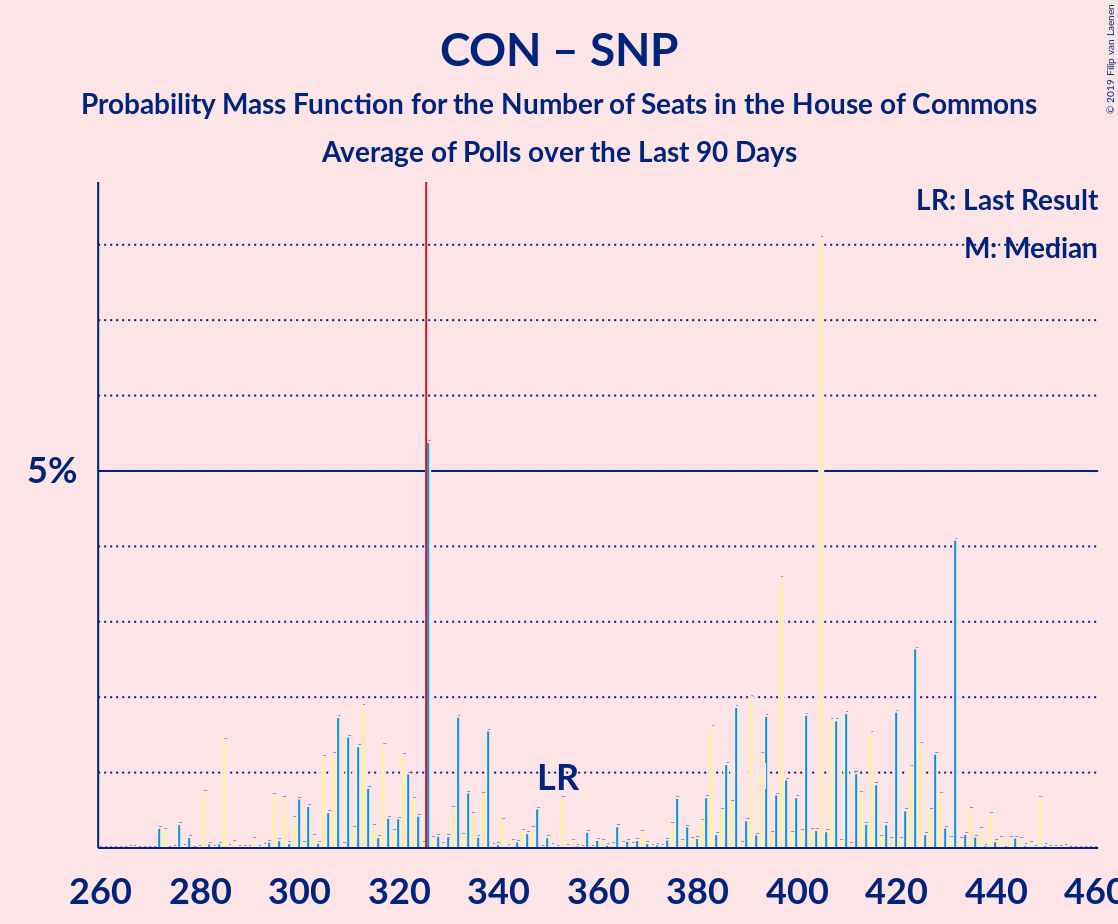 CON – SNP
Probability Mass Function for the Number of Seats in the House of Commons
Average of Polls over the Last 90 Days
© 2019 Filip van Laenen
LR: Last Result
M: Median
5%
LR
260 280 300 320 340 360 380 400 420 440 460